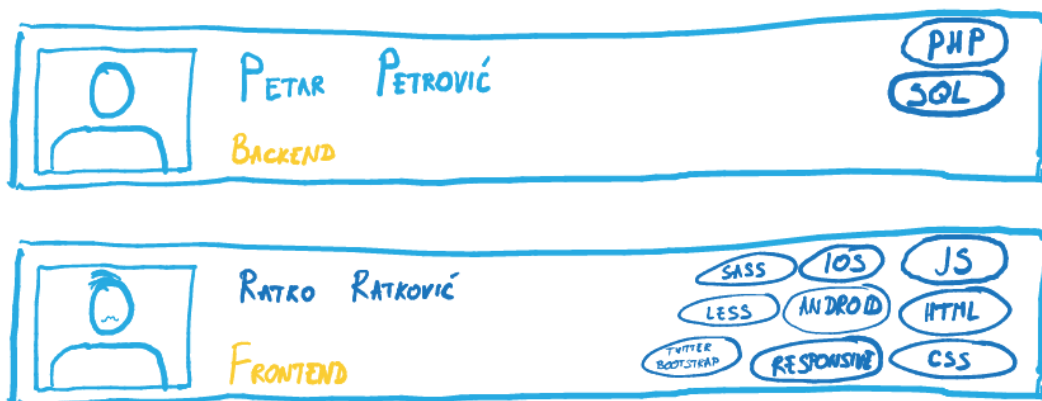 PETAR PETROVIĆ
BACKEND
PHP
SQL
RATKO RATKOVIĆ
FRONTEND
SASS IOS JS
LESS ANDROID HTML
TWITTER
BOOTSTRAP RESPONSIVE CSS